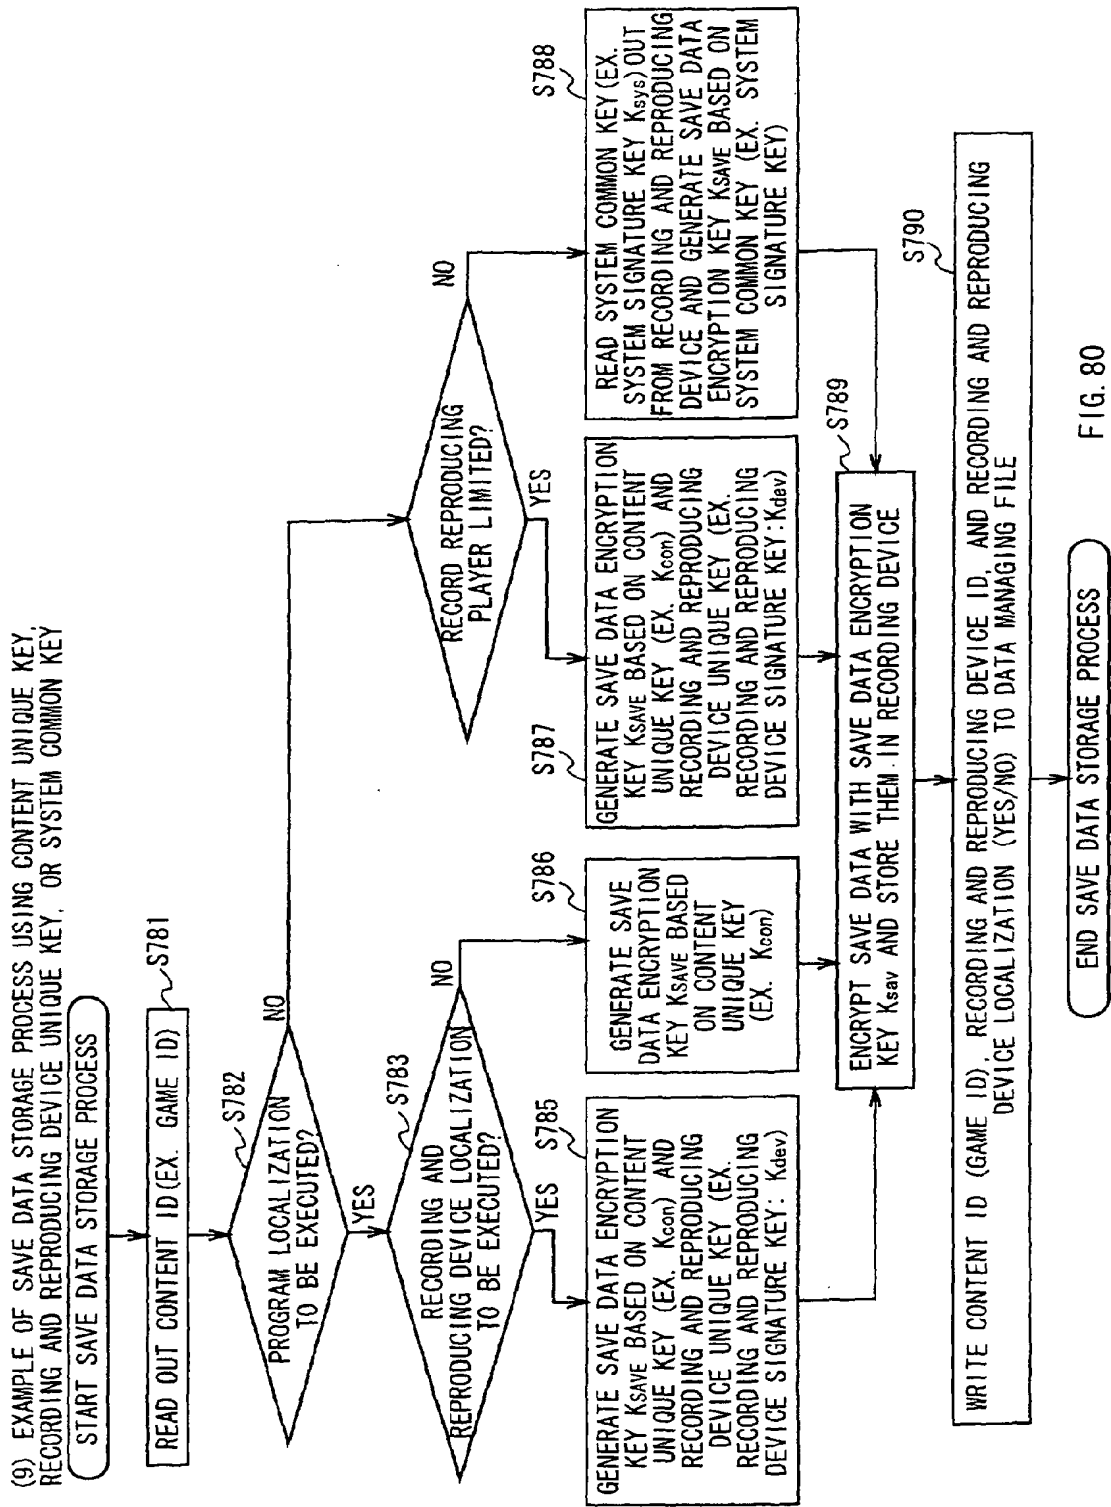 (9) EXAMPLE OF SAVE DATA STORAGE PROCESS USING CONTENT UNIQUE KEY,
RECORDING AND REPRODUCING DEVICE UNIQUE KEY, OR SYSTEM COMMON KEY
START SAVE DATA STORAGE PROCESS
S781
READ OUT CONTENT ID (EX. GAME ID)
S782
PROGRAM LOCALIZATION
TO BE EXECUTED?
NO
YES
S783
RECORDING AND
REPRODUCING DEVICE LOCALIZATION
TO BE EXECUTED?
NO
YES
RECORD REPRODUCING
PLAYER LIMITED?
NO
YES
S785
GENERATE SAVE DATA ENCRYPTION
KEY KSAVE BASED ON CONTENT
UNIQUE KEY (EX. Kcon) AND
RECORDING AND REPRODUCING
DEVICE UNIQUE KEY (EX.
RECORDING AND REPRODUCING
DEVICE SIGNATURE KEY: Kdev)
S786
GENERATE SAVE
DATA ENCRYPTION
KEY KSAVE BASED
ON CONTENT
UNIQUE KEY
(EX. Kcon)
S787
GENERATE SAVE DATA ENCRYPTION
KEY KSAVE BASED ON CONTENT
UNIQUE KEY (EX. Kcon) AND
RECORDING AND REPRODUCING
DEVICE UNIQUE KEY (EX.
RECORDING AND REPRODUCING
DEVICE SIGNATURE KEY:Kdev)
S788
READ SYSTEM COMMON KEY (EX.
SYSTEM SIGNATURE KEY Ksys) OUT
FROM RECORDING AND REPRODUCING
DEVICE AND GENERATE SAVE DATA
ENCRYPTION KEY KSAVE BASED ON
SYSTEM COMMON KEY (EX. SYSTEM
SIGNATURE KEY)
S789
ENCRYPT SAVE DATA WITH SAVE DATA ENCRYPTION
KEY Ksav AND STORE THEM IN RECORDING DEVICE
S790
WRITE CONTENT ID (GAME ID), RECORDING AND REPRODUCING DEVICE ID, AND RECORDING AND REPRODUCING
DEVICE LOCALIZATION (YES/NO) TO DATA MANAGING FILE
END SAVE DATA STORAGE PROCESS
FIG. 80